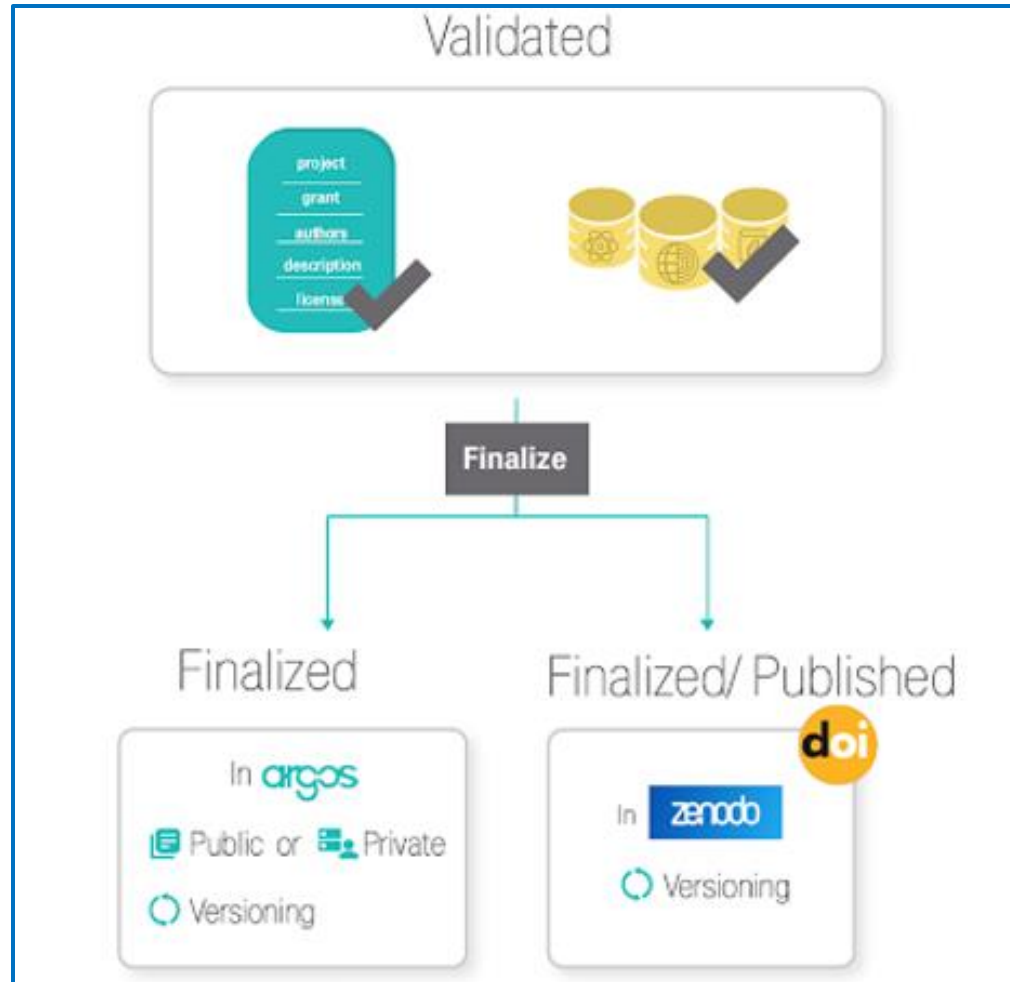 Validated
project
grant
authors
description
license
Finalize
Finalized
Finalized/ Published
doi
In argos
Public or Private
Versioning
In zenodo
Versioning